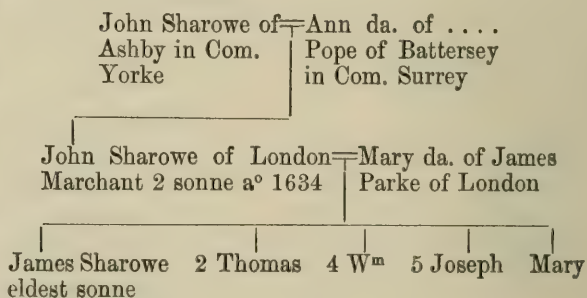 John Sharowe of Ann da. of ....
Ashby in Com. Pope of Battersey
Yorke in Com. Surrey
John Sharowe of London Mary da. of James
Marchant 2 sonne aº 1634 Parke of London
James Sharowe 2 Thomas 4 Wᵐ 5 Joseph Mary
eldest sonne